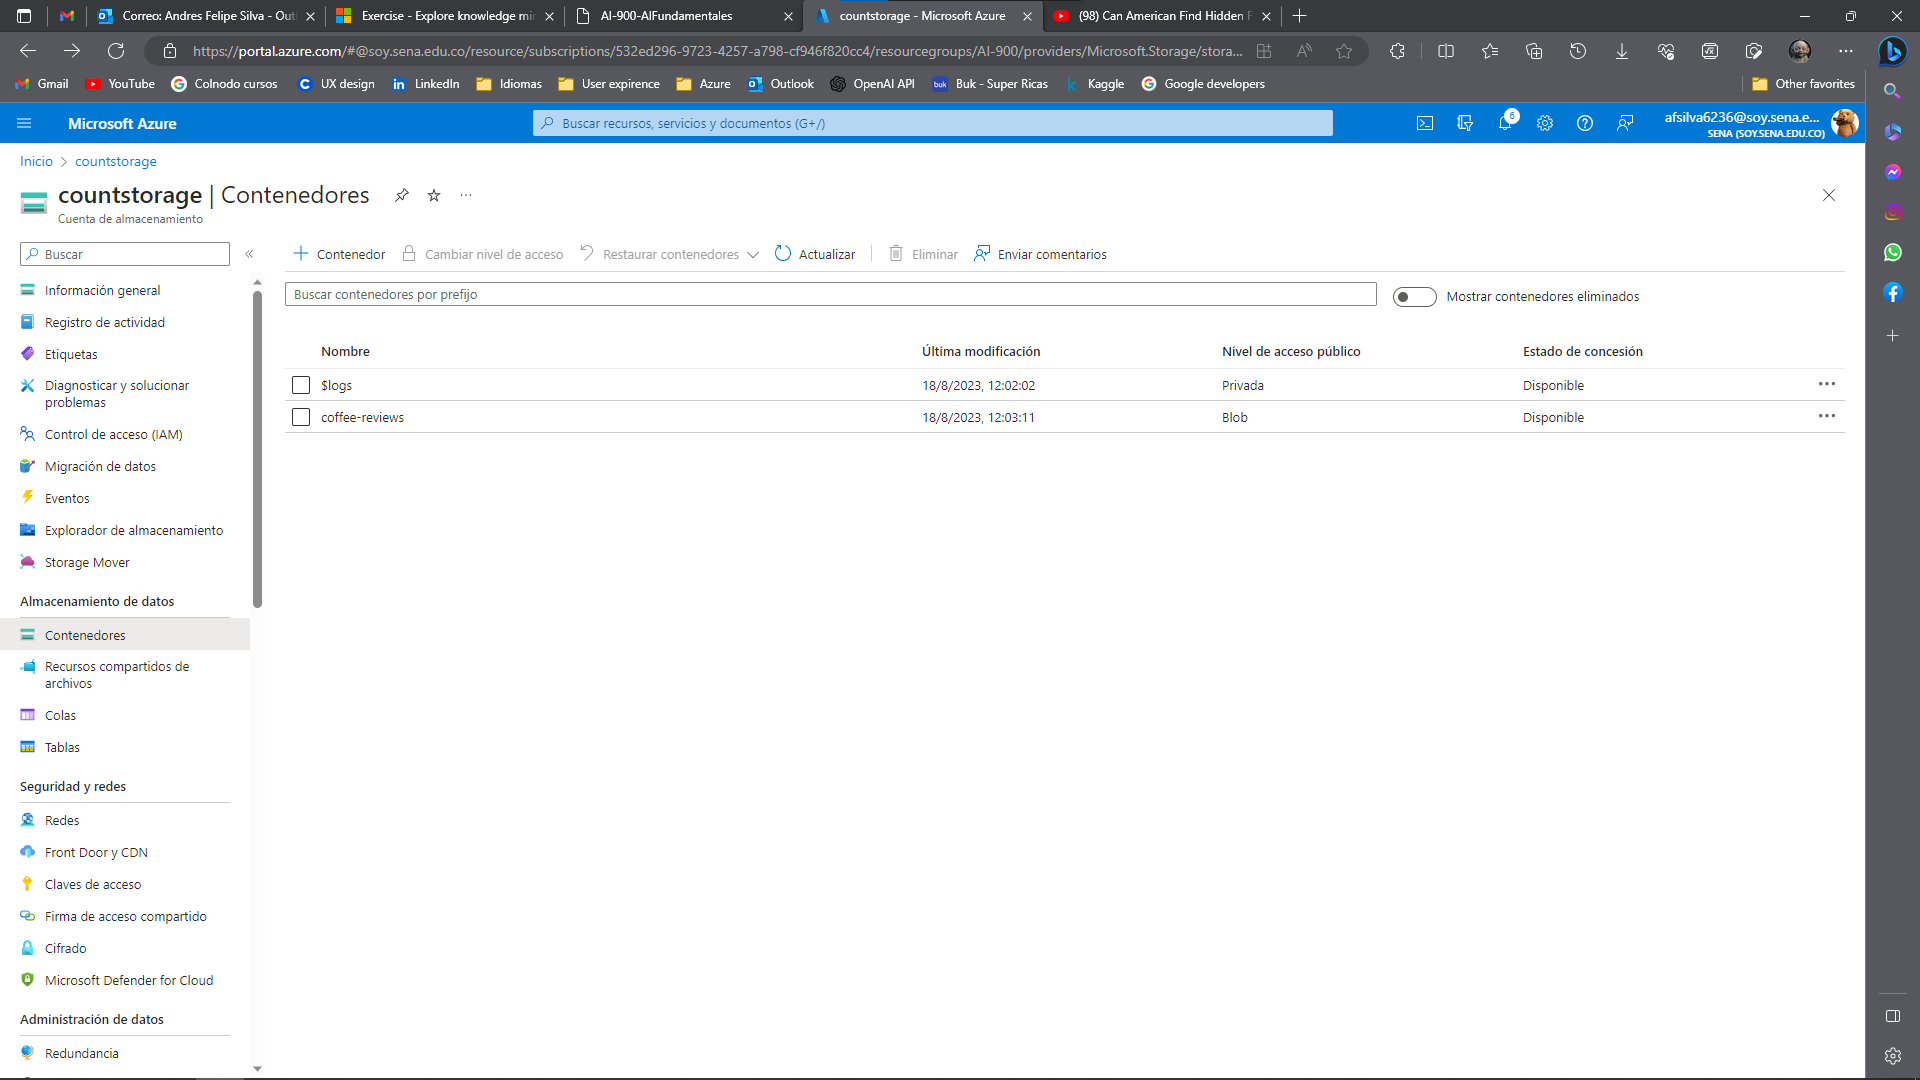 Correo: Andres Felipe Silva - Out
Exercise - Explore knowledge mi
AI-900-AIFundamentales
countstorage - Microsoft Azure
(98) Can American Find Hidden F
https://portal.azure.com/#@soy.sena.edu.co/resource/subscriptions/532ed296-9723-4257-a798-cf946f820cc4/resourcegroups/AI-900/providers/Microsoft.Storage/stora...
Gmail
YouTube
Colnodo cursos
UX design
LinkedIn
Idiomas
User expirence
Azure
Outlook
OpenAI API
Buk - Super Ricas
Kaggle
Google developers
Other favorites
Microsoft Azure
Buscar recursos, servicios y documentos (G+/)
6
afsilva6236@soy.sena.e...
SENA (SOY.SENA.EDU.CO)
Inicio > countstorage
countstorage | Contenedores
Cuenta de almacenamiento
Buscar
Contenedor
Cambiar nivel de acceso
Restaurar contenedores
Actualizar
Eliminar
Enviar comentarios
Buscar contenedores por prefijo
Mostrar contenedores eliminados
Nombre Última modificación Nivel de acceso público Estado de concesión
$logs 18/8/2023, 12:02:02 Privada Disponible
coffee-reviews 18/8/2023, 12:03:11 Blob Disponible
Información general
Registro de actividad
Etiquetas
Diagnosticar y solucionar
problemas
Control de acceso (IAM)
Migración de datos
Eventos
Explorador de almacenamiento
Storage Mover
Almacenamiento de datos
Contenedores
Recursos compartidos de
archivos
Colas
Tablas
Seguridad y redes
Redes
Front Door y CDN
Claves de acceso
Firma de acceso compartido
Cifrado
Microsoft Defender for Cloud
Administración de datos
Redundancia